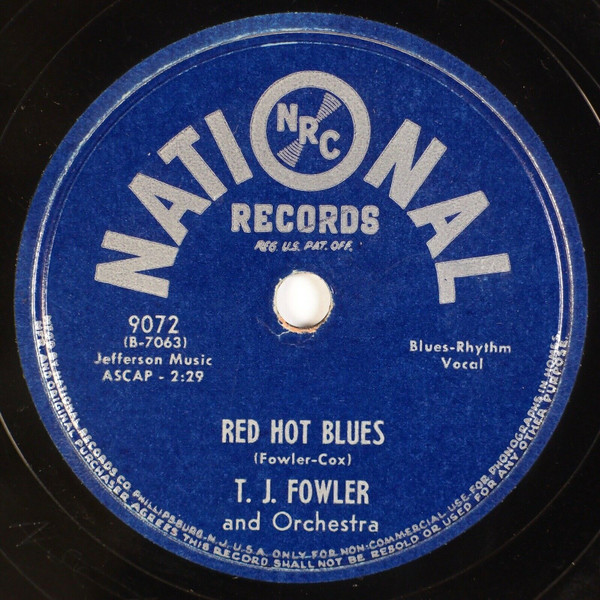 NATIONAL
NRC
RECORDS
REG. U.S. PAT. OFF.
9072
(B-7063)
Jefferson Music
ASCAP - 2:29
Blues-Rhythm
Vocal
RED HOT BLUES
(Fowler-Cox)
T. J. FOWLER
and Orchestra
MADE BY NATIONAL RECORDS CO. PHILLIPSBURG, N.J. U.S.A. ONLY FOR NON-COMMERCIAL USE FOR PHONOGRAPHS IN HOMES
AND ORIGINAL PURCHASER AGREES THIS RECORD SHALL NOT BE RESOLD OR USED FOR ANY OTHER PURPOSE